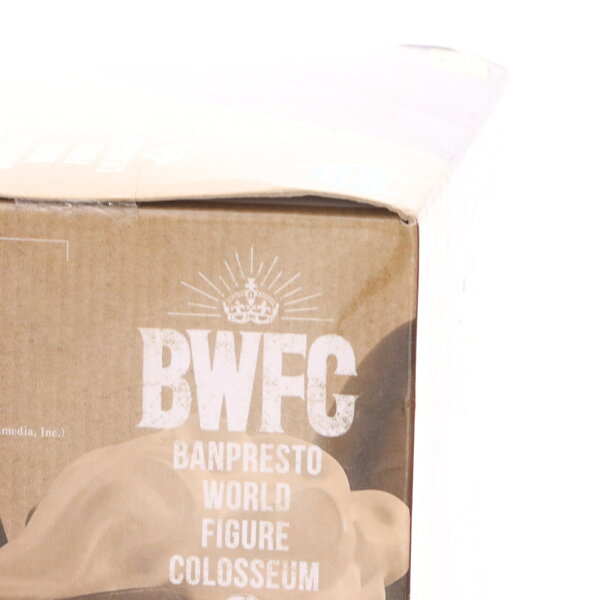 BWFC
media, Inc.)
BANPRESTO
WORLD
FIGURE
COLOSSEUM